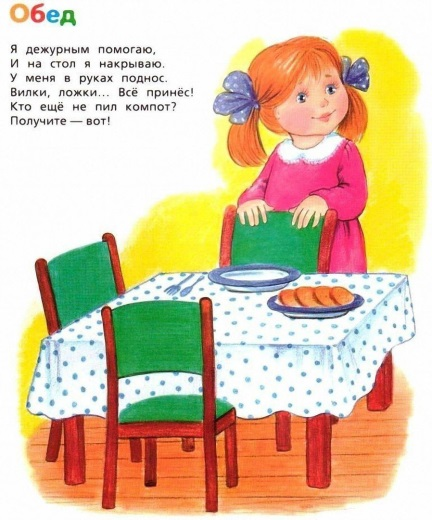 Обед
Я дежурным помогаю,
И на стол я накрываю.
У меня в руках поднос.
Вилки, ложки... Всё принёс!
Кто ещё не пил компот?
Получите — вот!